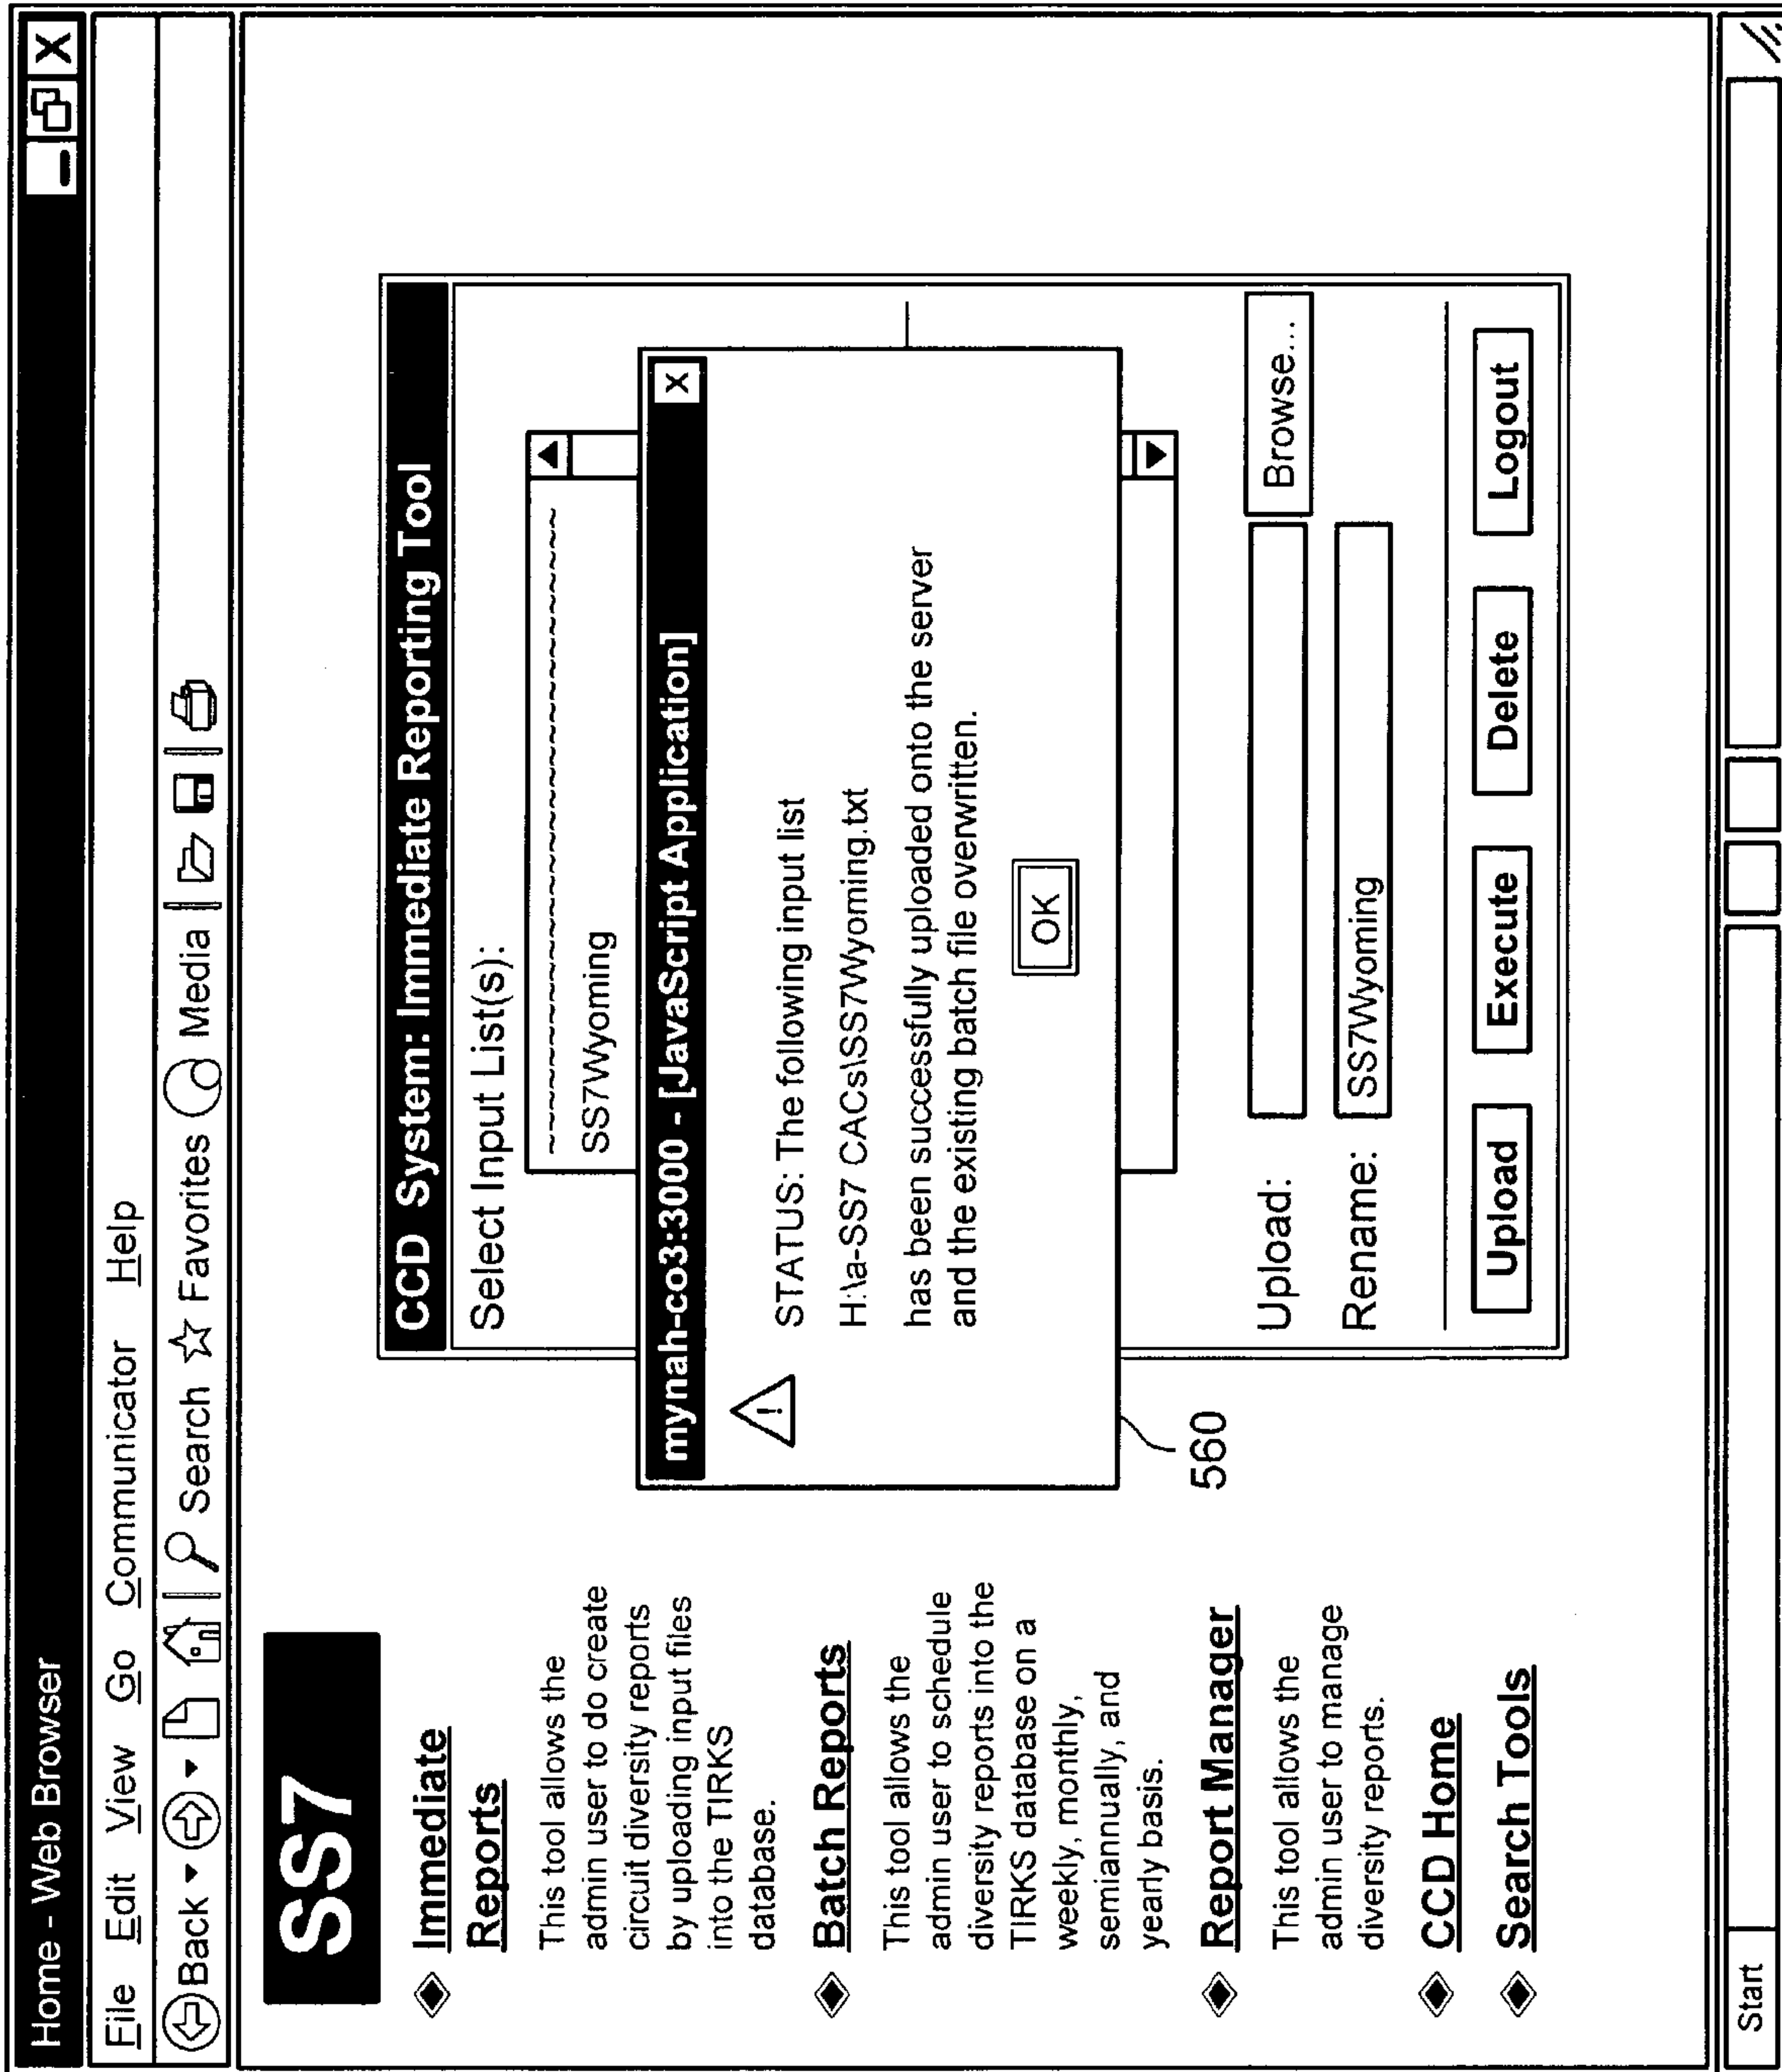 Home - Web Browser
X
File Edit View Go Communicator Help
Back Search Favorites Media
SS7
Immediate
Reports
This tool allows the
admin user to do create
circuit diversity reports
by uploading input files
into the TIRKS
database.
Batch Reports
This tool allows the
admin user to schedule
diversity reports into the
TIRKS database on a
weekly, monthly,
semiannually, and
yearly basis.
Report Manager
This tool allows the
admin user to manage
diversity reports.
CCD Home
Search Tools
CCD System: Immediate Reporting Tool
Select Input List(s):
SS7Wyoming
mynah-co3:3000 - [JavaScript Application]
X
!
STATUS: The following input list
H:\a-SS7 CACs\SS7Wyoming.txt
has been successfully uploaded onto the server
and the existing batch file overwritten.
OK
560
Upload:
Browse...
Rename: SS7Wyoming
Upload Execute Delete Logout
Start